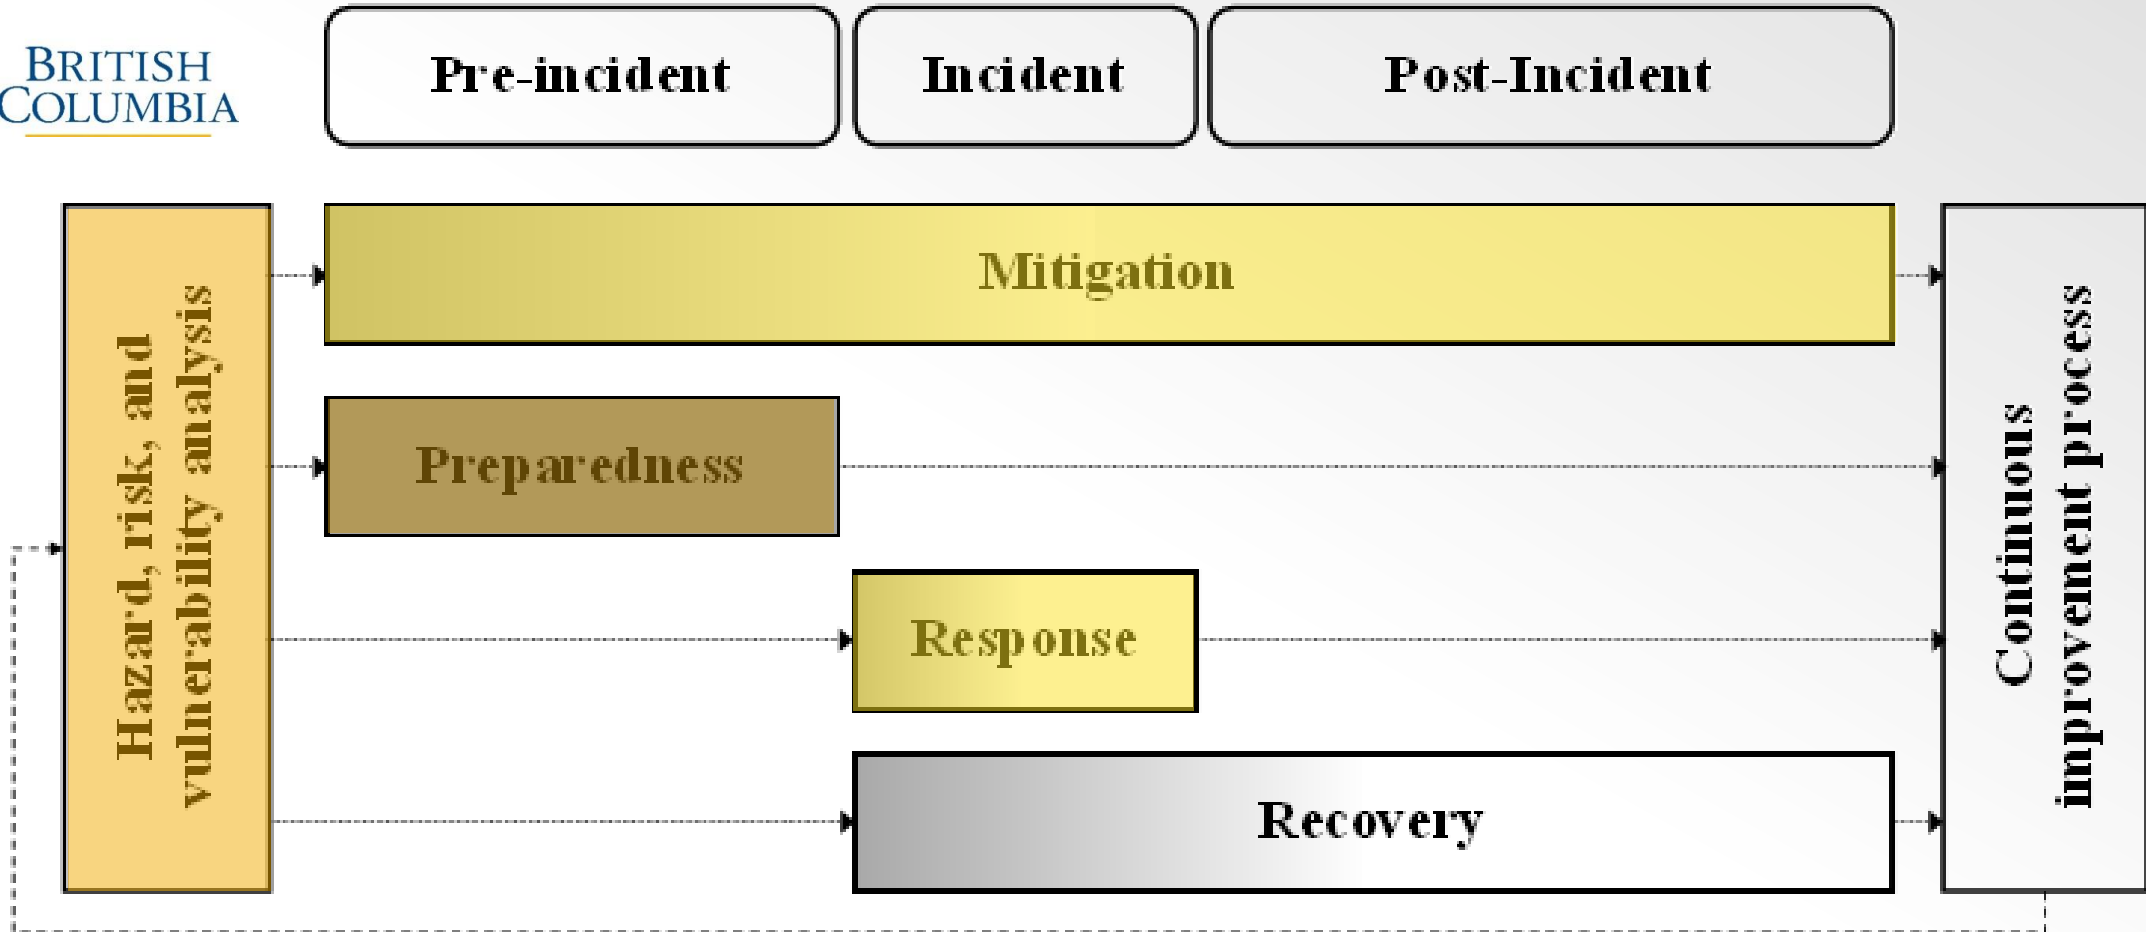 BRITISH
COLUMBIA
Pre-incident
Incident
Post-Incident
Hazard, risk, and
vulnerability analysis
Mitigation
Preparedness
Response
Recovery
Continuous
improvement process